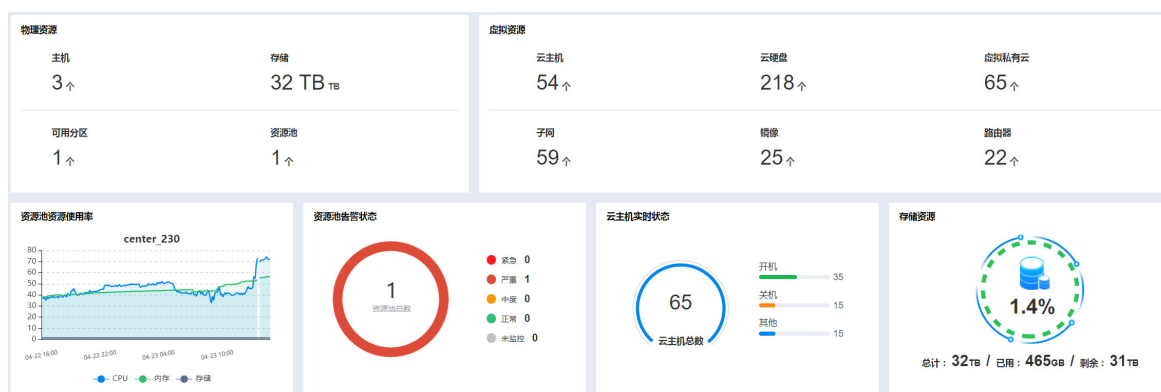 物理资源
主机
3个
存储
32 TB TB
可用分区
1个
资源池
1个
虚拟资源
云主机
54个
云硬盘
218个
虚拟私有云
65个
子网
59个
镜像
25个
路由器
22个
资源池资源使用率
center_230
80
70
60
50
40
30
20
10
0
04-22 16:00
04-22 22:00
04-23 04:00
04-23 10:00
CPU 内存 存储
资源池告警状态
1
资源池总数
紧急 0
严重 1
中度 0
正常 0
未监控 0
云主机实时状态
65
云主机总数
开机
35
关机
15
其他
15
存储资源
1.4%
总计：32TB / 已用：465GB / 剩余：31TB